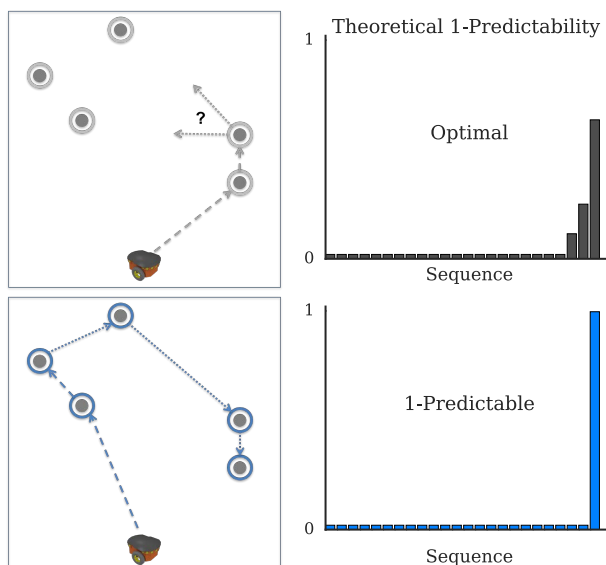 Theoretical 1-Predictability
1
?
Optimal
0
Sequence
1
1-Predictable
0
Sequence